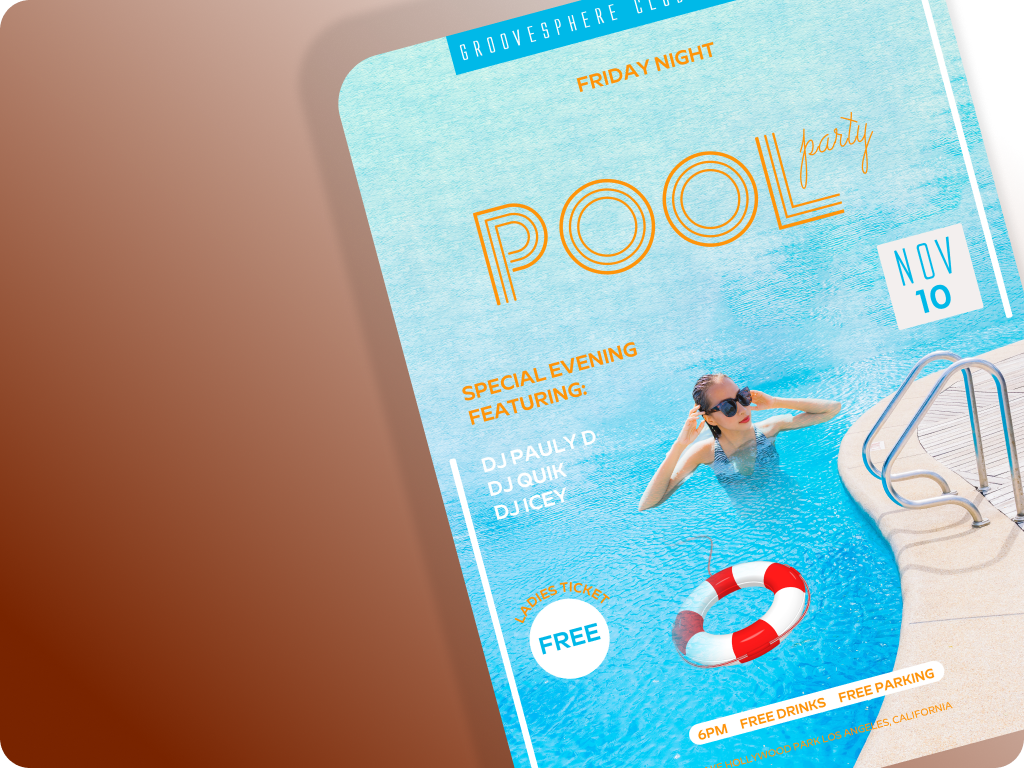 GROOVESPHERE
FRIDAY NIGHT
POOL party
NOV
10
SPECIAL EVENING
FEATURING:
DJ PAULY D
DJ QUIK
DJ ICEY
LADIES TICKET
FREE
6PM FREE DRINKS FREE PARKING
LOS ANGELES, CALIFORNIA